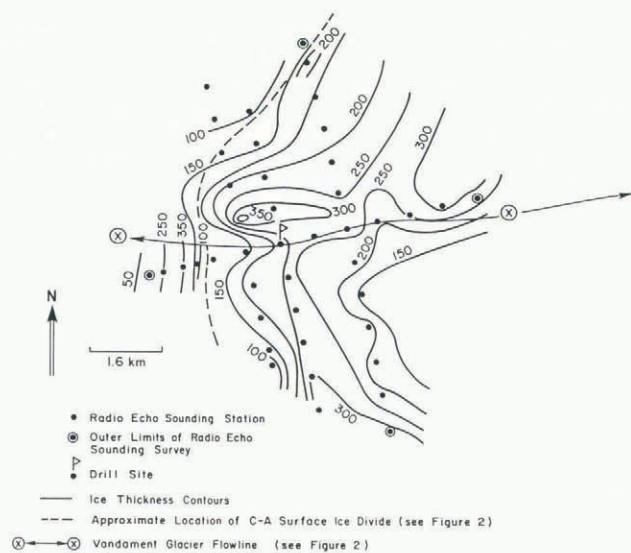 200
100
300
150
250
250
350
300
X
X
50
250
350
100
200
150
150
N
1.6 km
100
300
Radio Echo Sounding Station
Outer Limits of Radio Echo
Sounding Survey
Drill Site
Ice Thickness Contours
Approximate Location of C-A Surface Ice Divide (see Figure 2)
X X Vandament Glacier Flowline (see Figure 2)